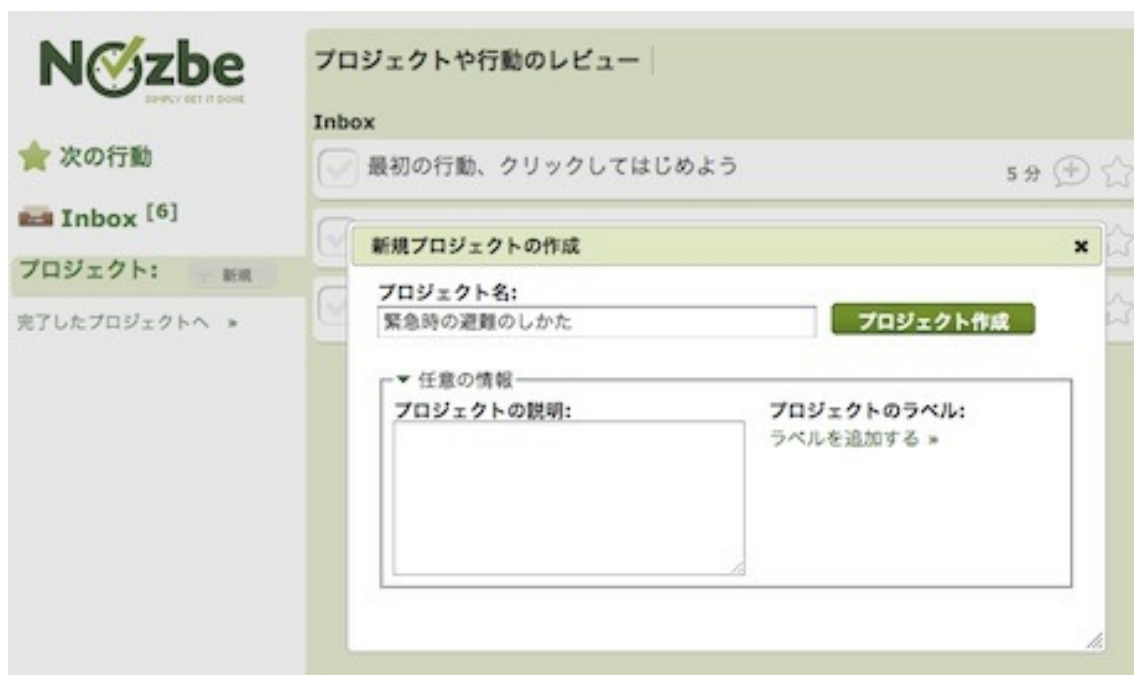 Nozbe
SIMPLY GET IT DONE
次の行動
Inbox [6]
プロジェクト: 新規
完了したプロジェクトへ »
プロジェクトや行動のレビュー
Inbox
最初の行動、クリックしてはじめよう 5 分
新規プロジェクトの作成
プロジェクト名:
緊急時の避難のしかた プロジェクト作成
任意の情報
プロジェクトの説明: プロジェクトのラベル:
ラベルを追加する »